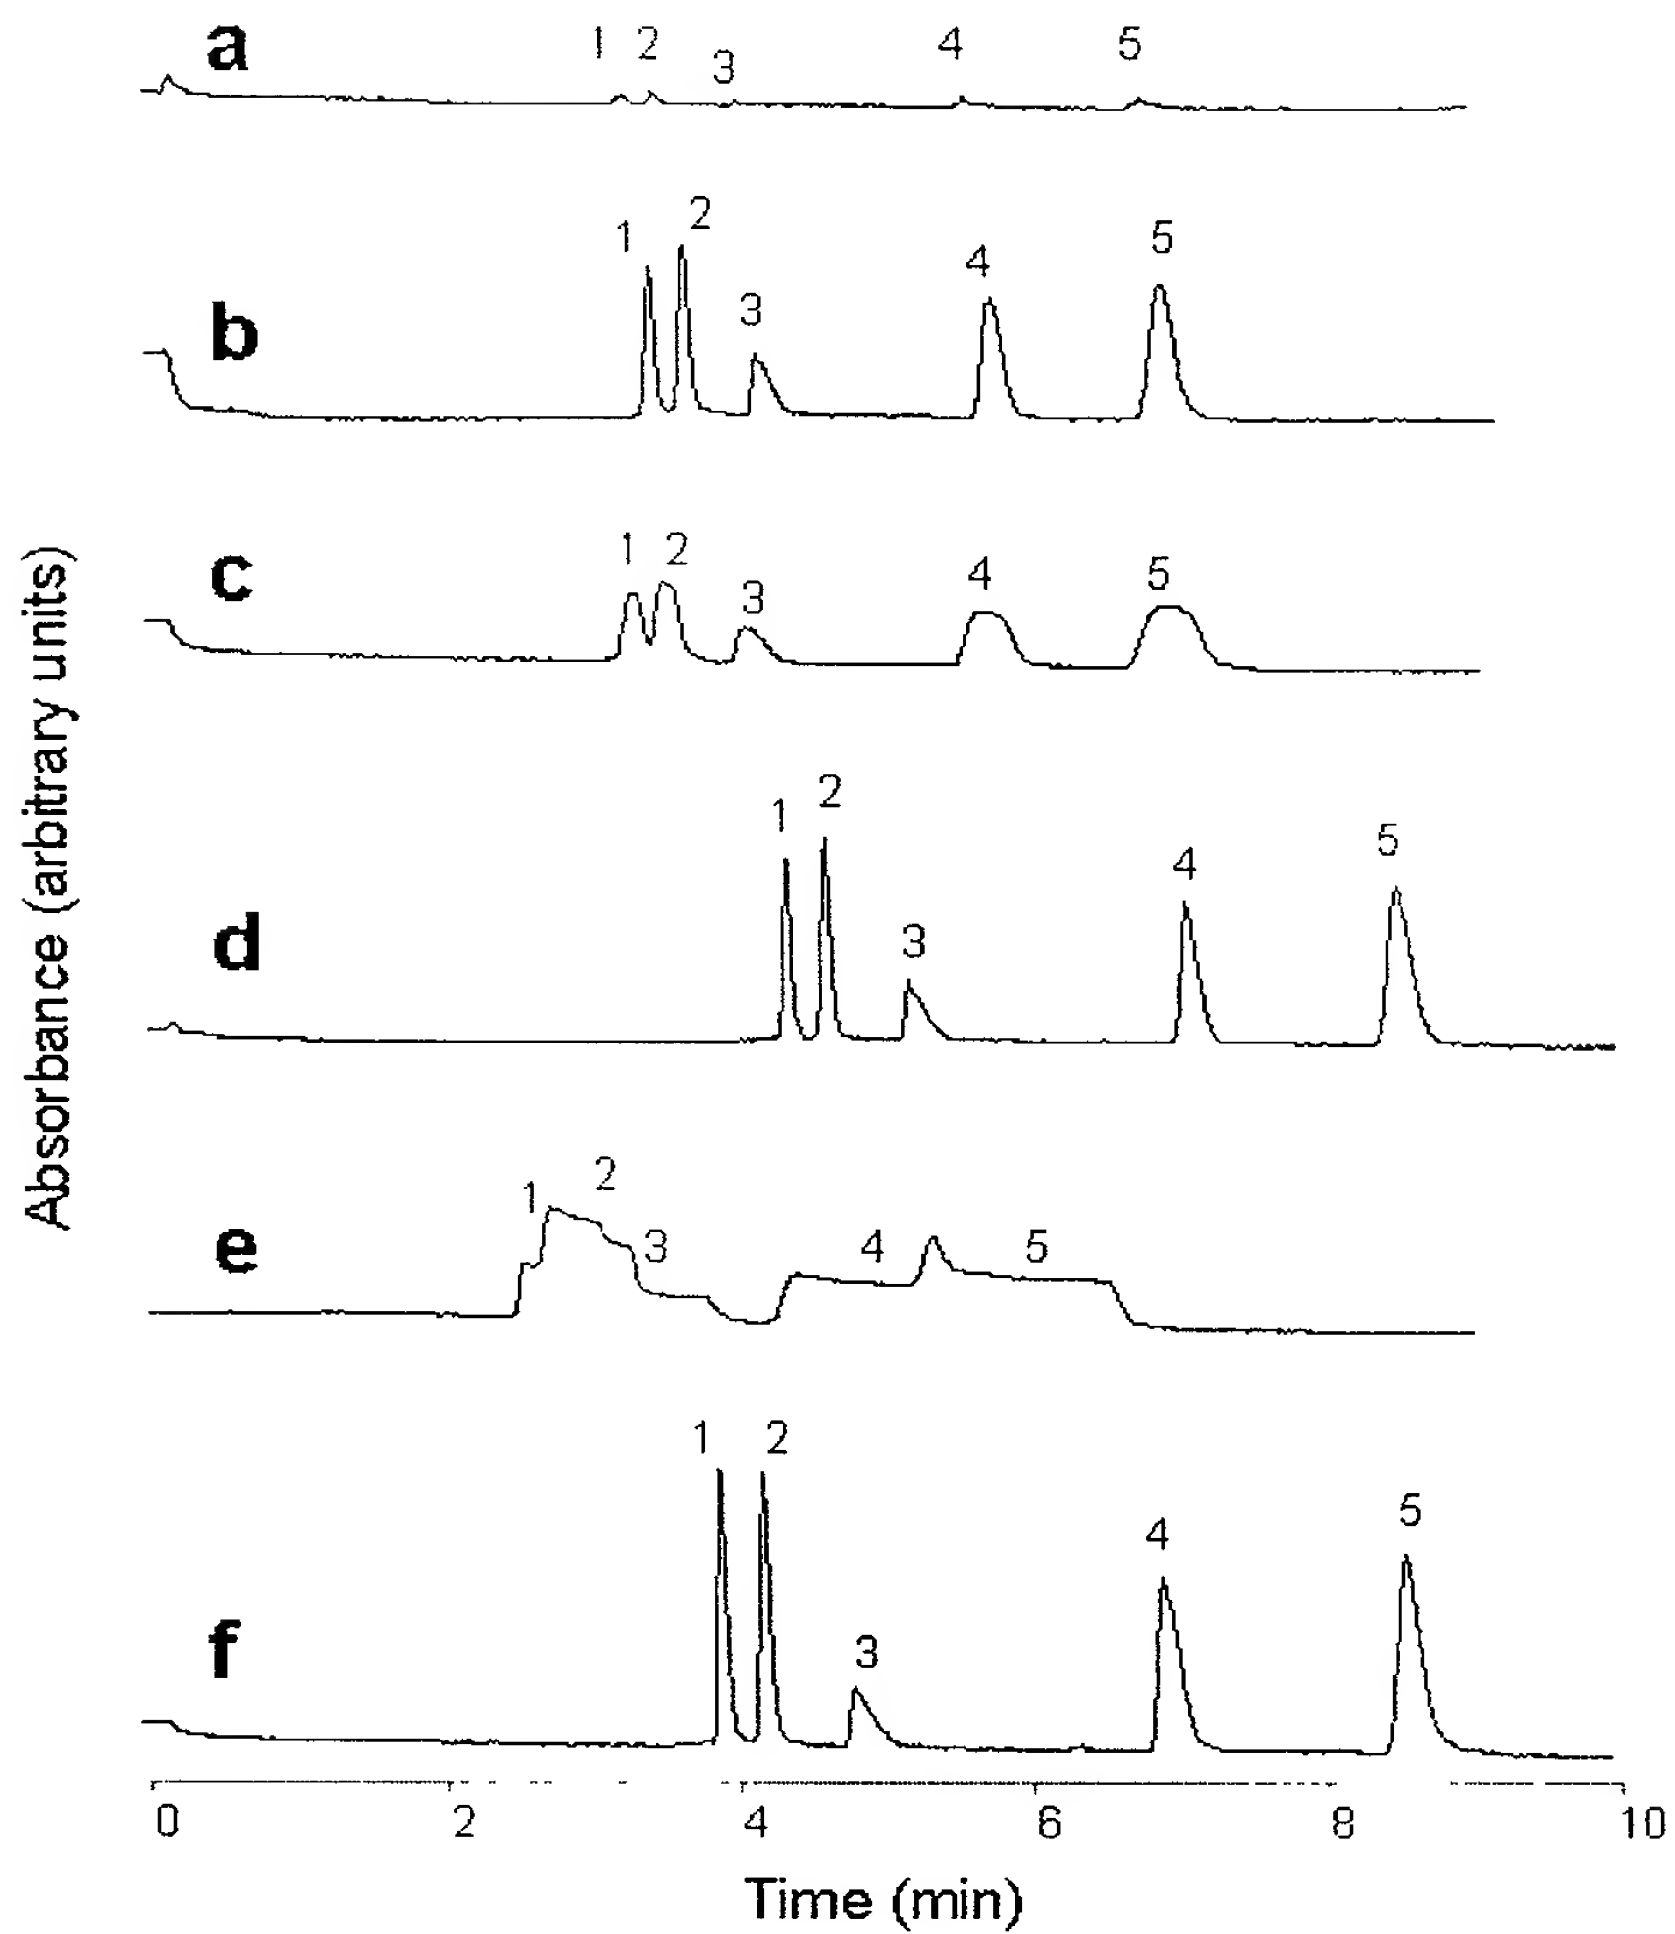 a 1 2 3 4 5
b 1 2 3 4 5
c 1 2 3 4 5
d 1 2 3 4 5
e 1 2 3 4 5
f 1 2 3 4 5
0 2 4 6 8 10
Time (min)
Absorbance (arbitrary units)